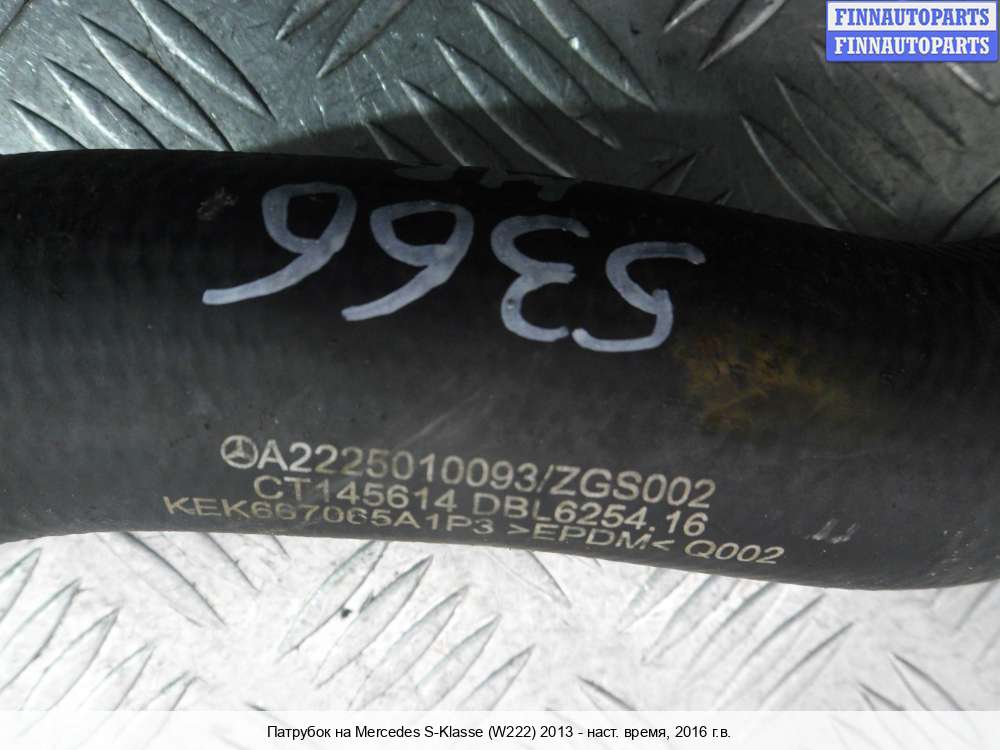 FINNAUTOPARTS
FINNAUTOPARTS
5366
A2225010093/ZGS002
CT145614 DBL6254.16
KEK667065A1P3 >EPDM< Q002
Патрубок на Mercedes S-Klasse (W222) 2013 - наст. время, 2016 г.в.